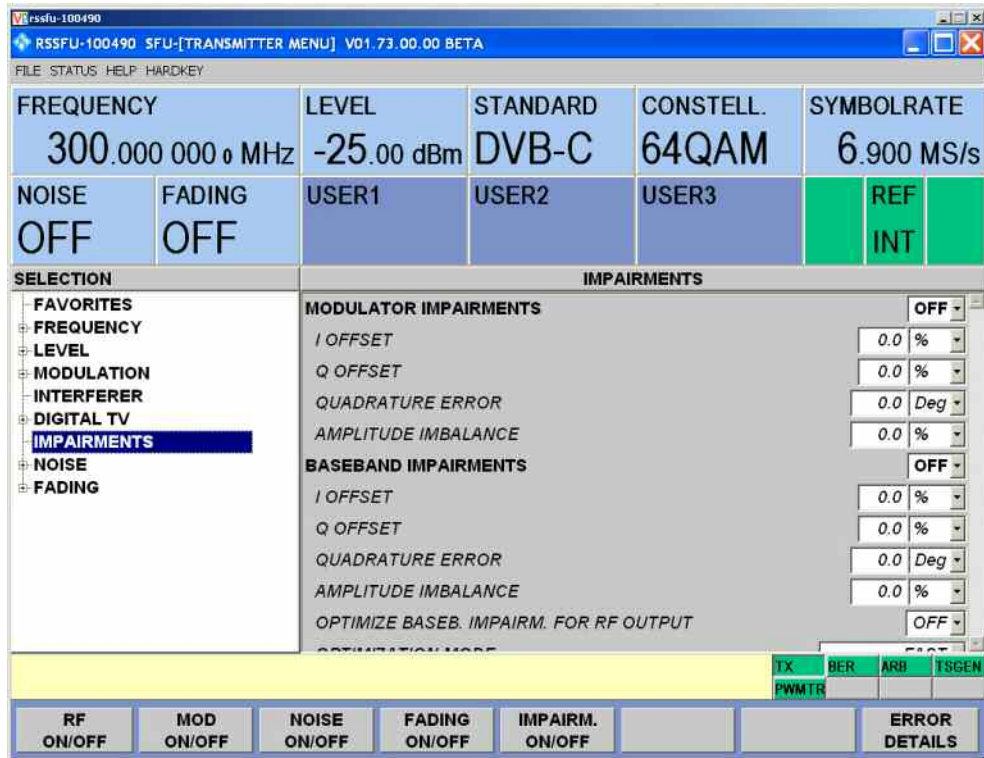 rssfu-100490
RSSFU-100490 SFU-[TRANSMITTER MENU] V01.73.00.00 BETA
FILE STATUS HELP HARDKEY
FREQUENCY LEVEL STANDARD CONSTELL. SYMBOLRATE
300.000 000 0 MHz -25.00 dBm DVB-C 64QAM 6.900 MS/s
NOISE FADING USER1 USER2 USER3 REF
OFF OFF INT
SELECTION IMPAIRMENTS
FAVORITES
FREQUENCY
LEVEL
MODULATION
INTERFERER
DIGITAL TV
IMPAIRMENTS
NOISE
FADING
MODULATOR IMPAIRMENTS OFF
I OFFSET 0.0 %
Q OFFSET 0.0 %
QUADRATURE ERROR 0.0 Deg
AMPLITUDE IMBALANCE 0.0 %
BASEBAND IMPAIRMENTS OFF
I OFFSET 0.0 %
Q OFFSET 0.0 %
QUADRATURE ERROR 0.0 Deg
AMPLITUDE IMBALANCE 0.0 %
OPTIMIZE BASEB. IMPAIRM. FOR RF OUTPUT OFF
OPTIMIZATION MODE FAST
TX BER ARB TSGEN
PWMTR
RF ON/OFF
MOD ON/OFF
NOISE ON/OFF
FADING ON/OFF
IMPAIRM. ON/OFF
ERROR DETAILS